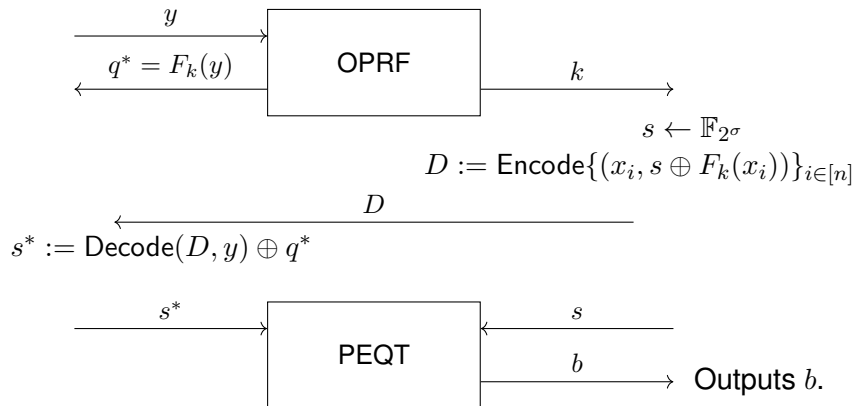 y
q* = F_k(y)
OPRF
k
s ← 𝔽_{2^σ}
D := Encode{(x_i, s ⊕ F_k(x_i))}_{i∈[n]}
D
s* := Decode(D, y) ⊕ q*
s*
PEQT
s
b
Outputs b.